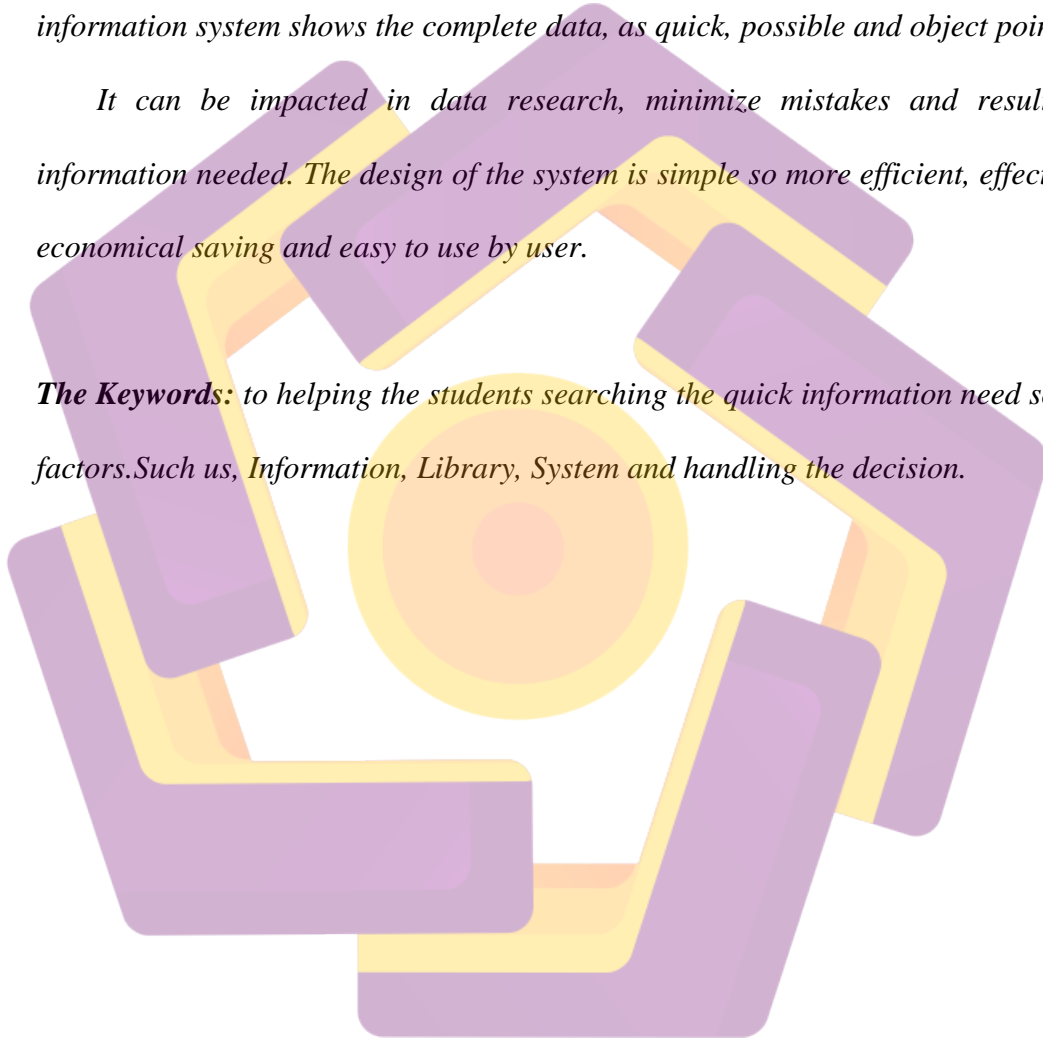 information system shows the complete data, as quick, possible and object poin
It can be impacted in data research, minimize mistakes and resul
information needed. The design of the system is simple so more efficient, effect
economical saving and easy to use by user.
The Keywords: to helping the students searching the quick information need s
factors.Such us, Information, Library, System and handling the decision.